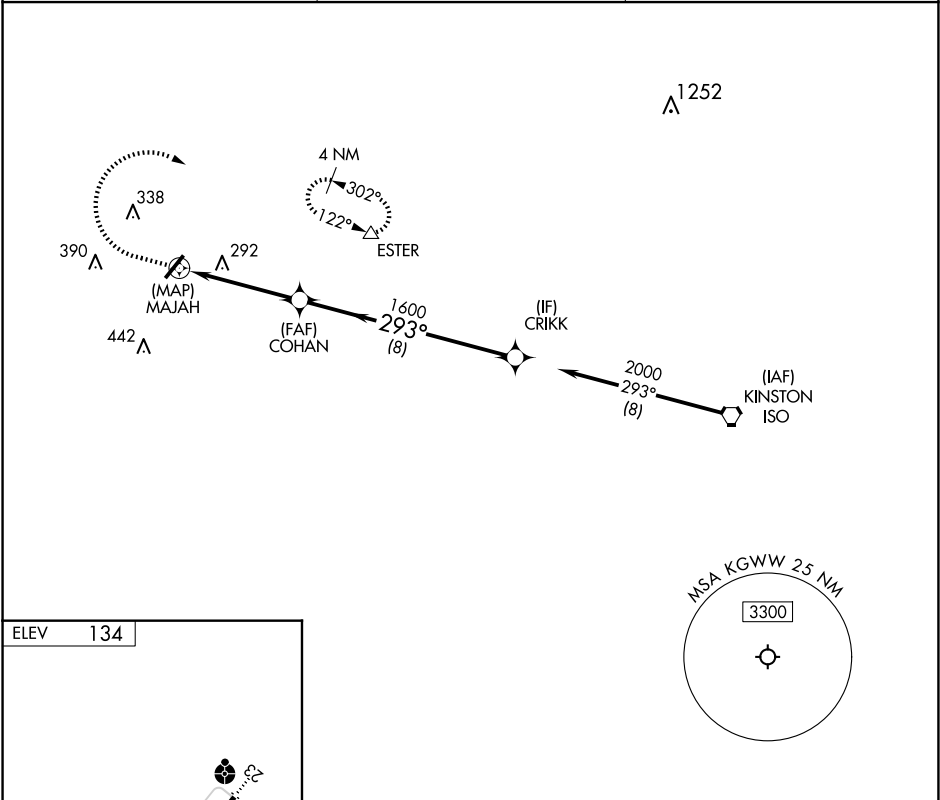 1252
4 NM
302°
122°
ESTER
338
390
292
(MAP)
MAJAH
442
(FAF)
COHAN
1600
293°
(8)
(IF)
CRIKK
2000
293°
(8)
(IAF)
KINSTON
ISO
MSA KGWW 25 NM
3300
ELEV 134
23